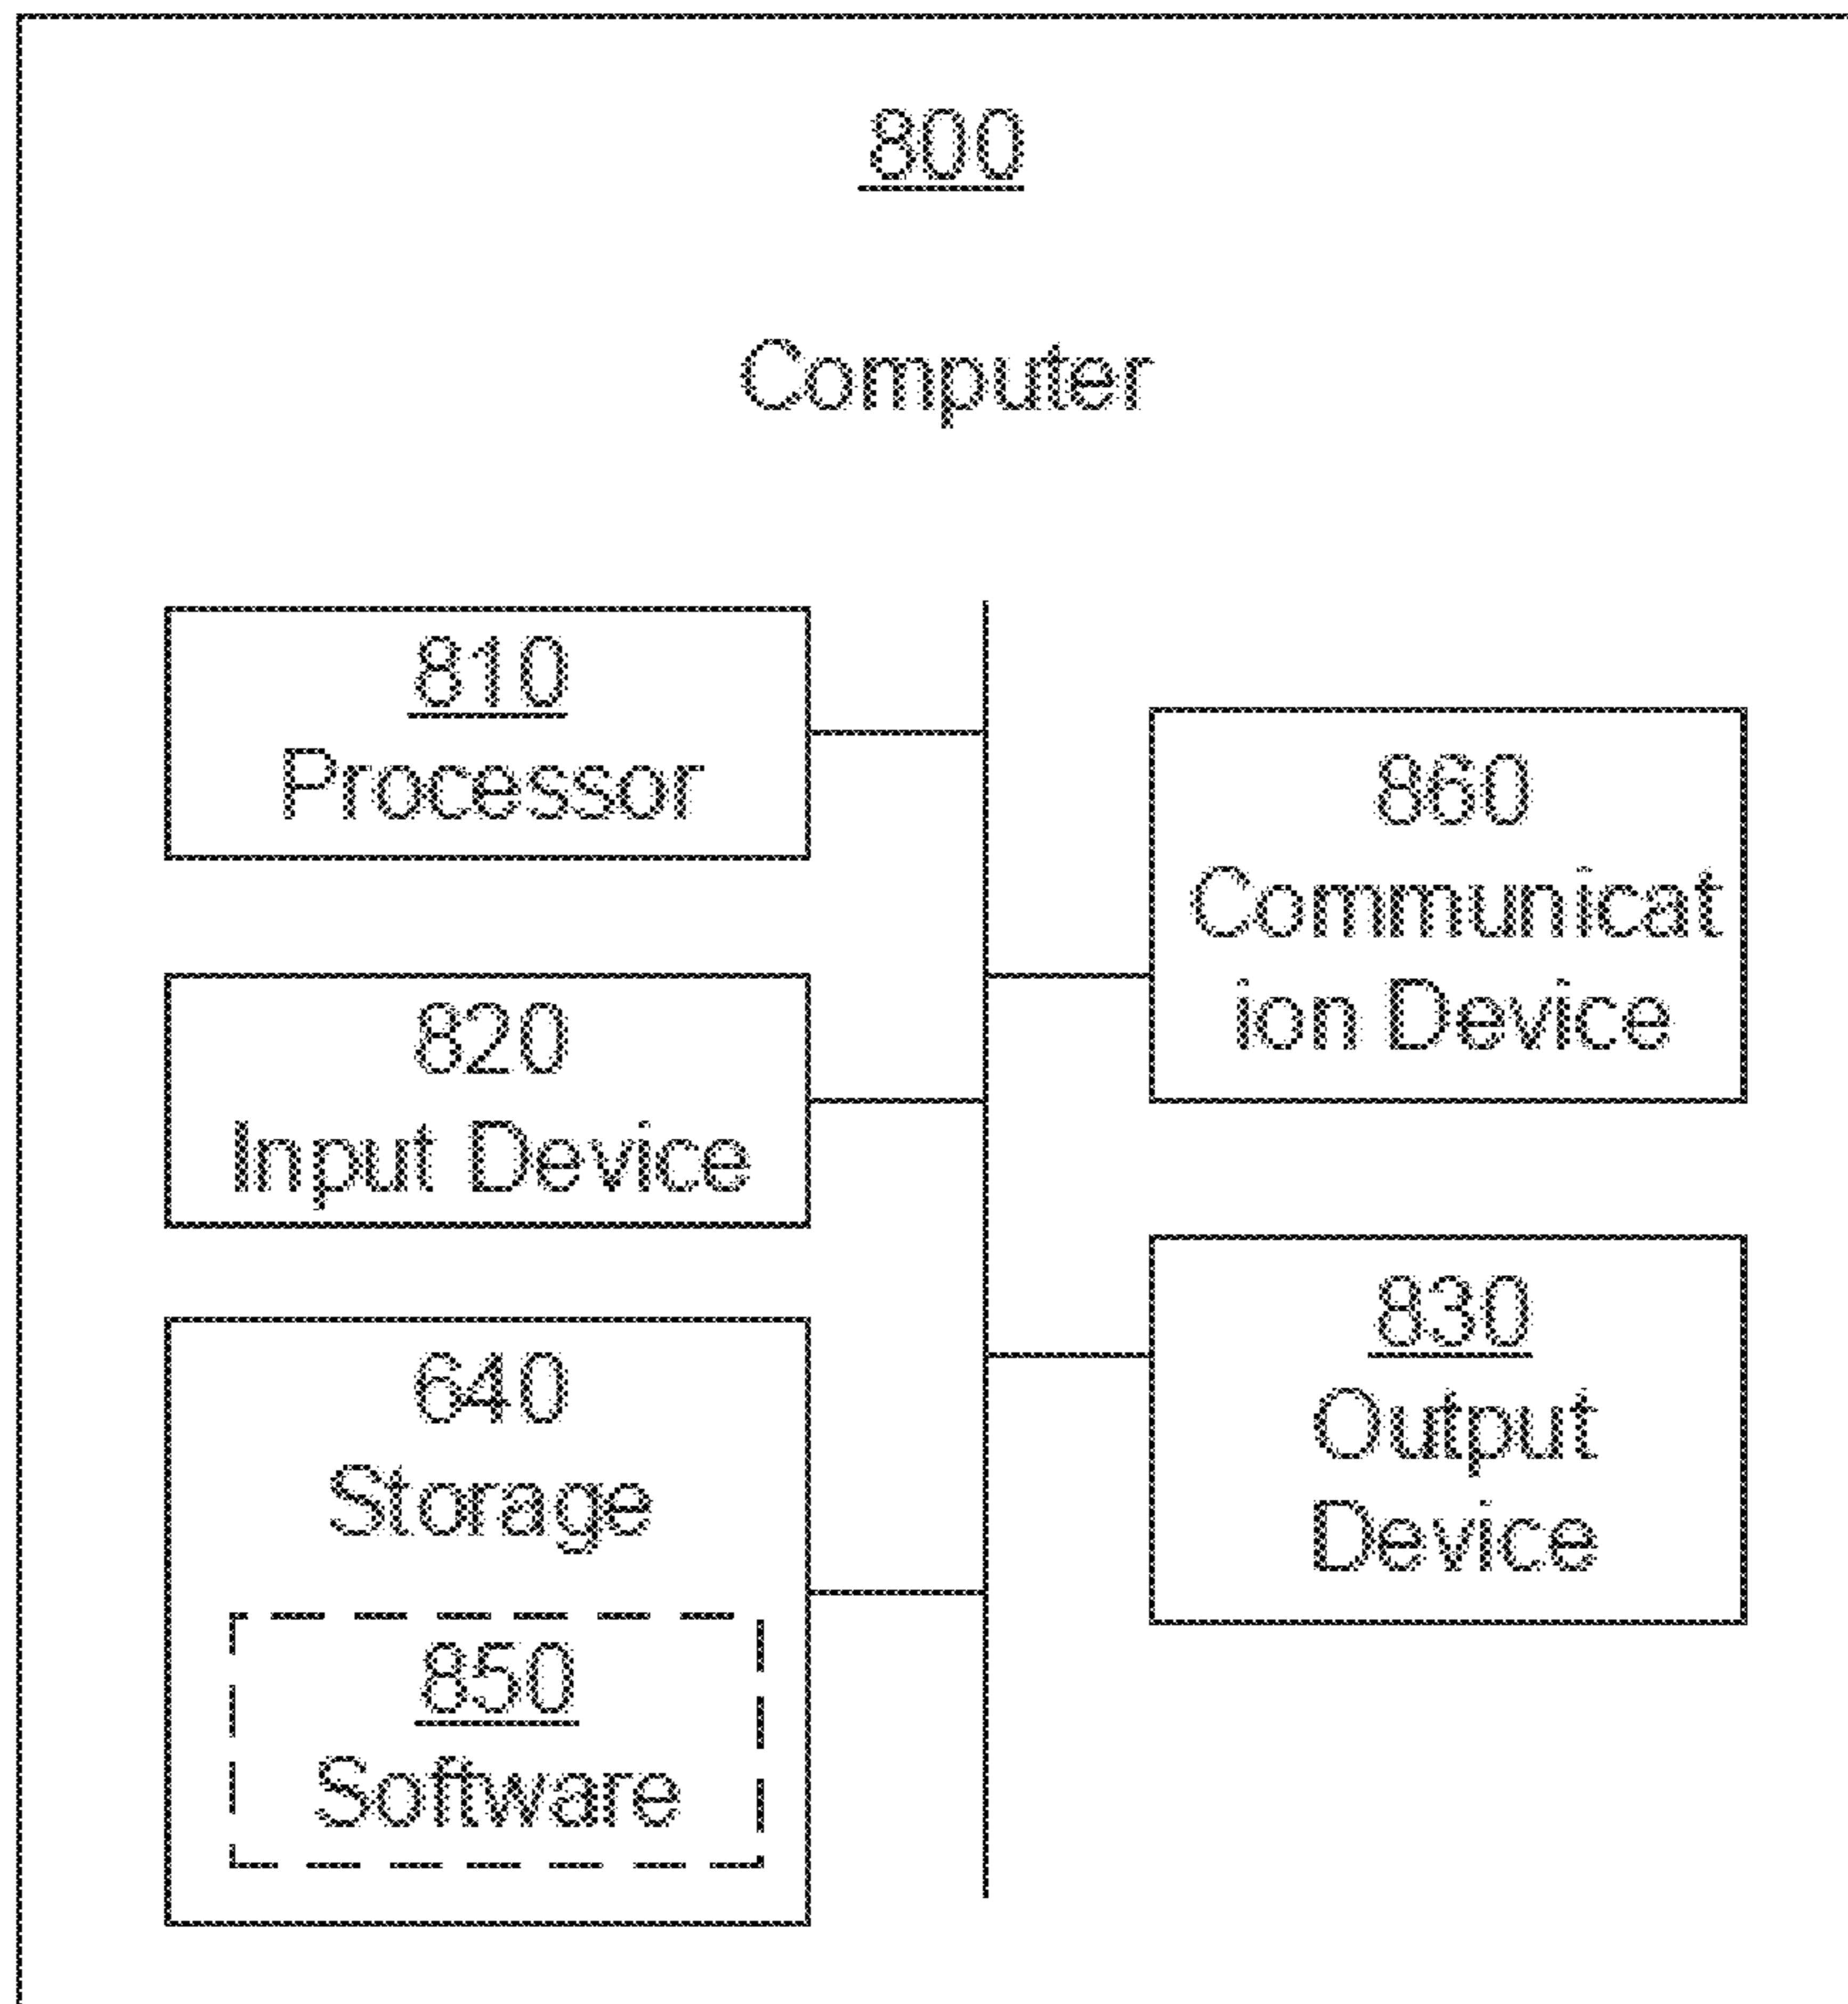 800
Computer
810
Processor
820
Input Device
640
Storage
850
Software
860
Communicat
ion Device
830
Output
Device